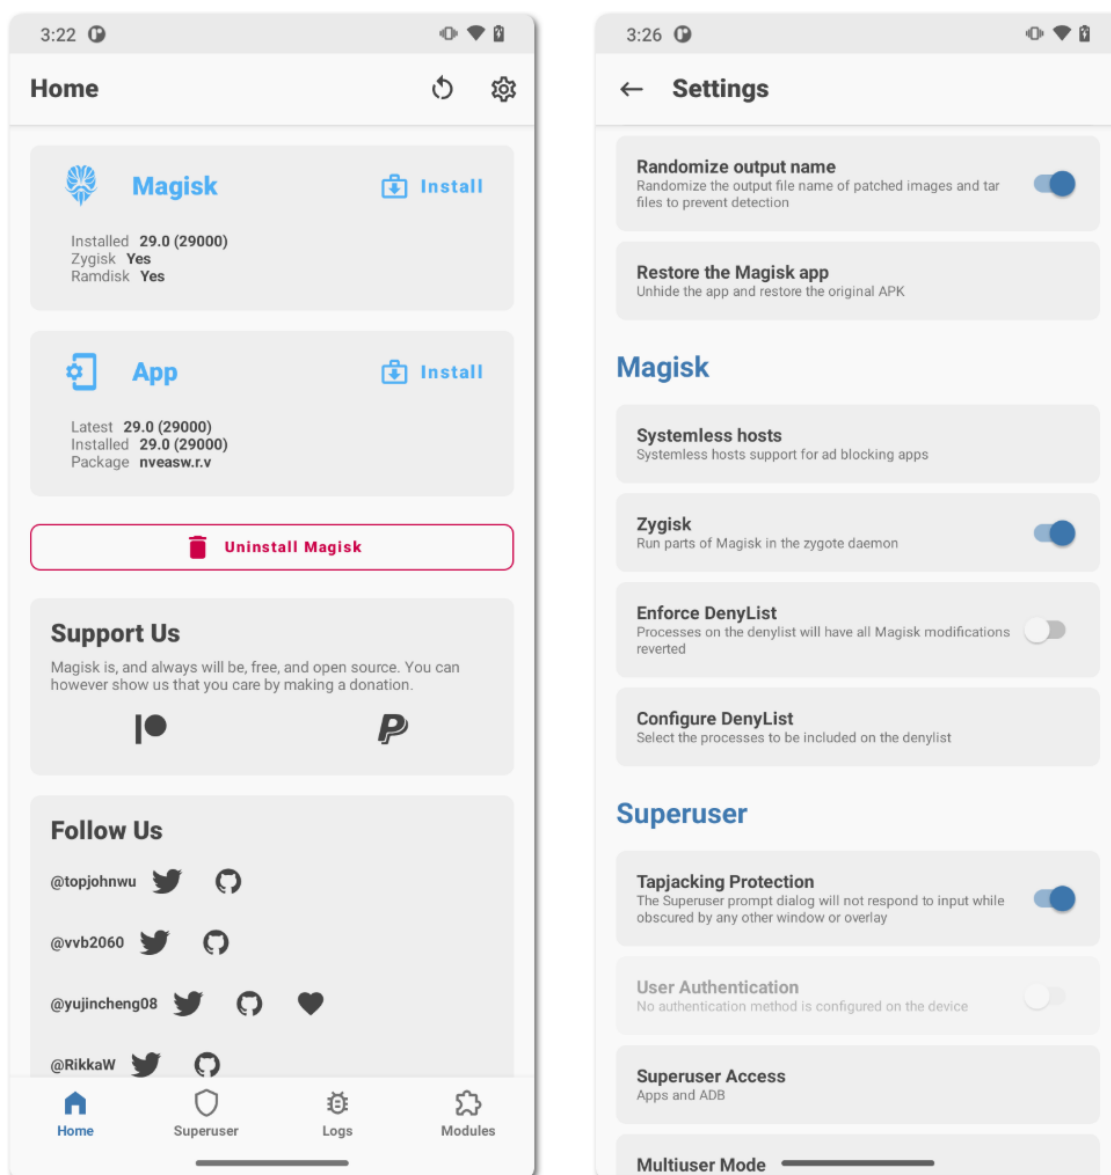 3:22
Home
Magisk
Install
Installed 29.0 (29000)
Zygisk Yes
Ramdisk Yes
App
Install
Latest 29.0 (29000)
Installed 29.0 (29000)
Package nveasw.r.v
Uninstall Magisk
Support Us
Magisk is, and always will be, free, and open source. You can
however show us that you care by making a donation.
Follow Us
@topjohnwu
@vvb2060
@yujincheng08
@RikkaW
Home
Superuser
Logs
Modules
3:26
Settings
Randomize output name
Randomize the output file name of patched images and tar
files to prevent detection
Restore the Magisk app
Unhide the app and restore the original APK
Magisk
Systemless hosts
Systemless hosts support for ad blocking apps
Zygisk
Run parts of Magisk in the zygote daemon
Enforce DenyList
Processes on the denylist will have all Magisk modifications
reverted
Configure DenyList
Select the processes to be included on the denylist
Superuser
Tapjacking Protection
The Superuser prompt dialog will not respond to input while
obscured by any other window or overlay
User Authentication
No authentication method is configured on the device
Superuser Access
Apps and ADB
Multiuser Mode